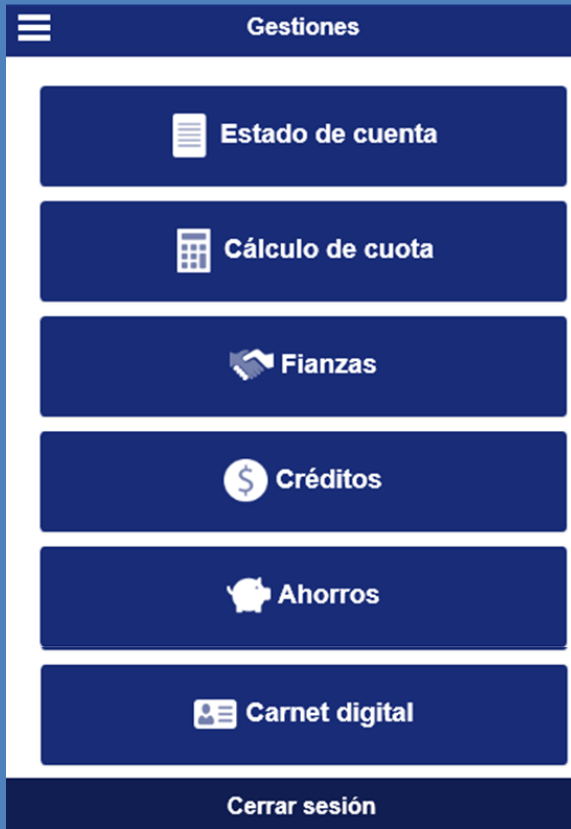 Gestiones
Estado de cuenta
Cálculo de cuota
Fianzas
$ Créditos
Ahorros
Carnet digital
Cerrar sesión